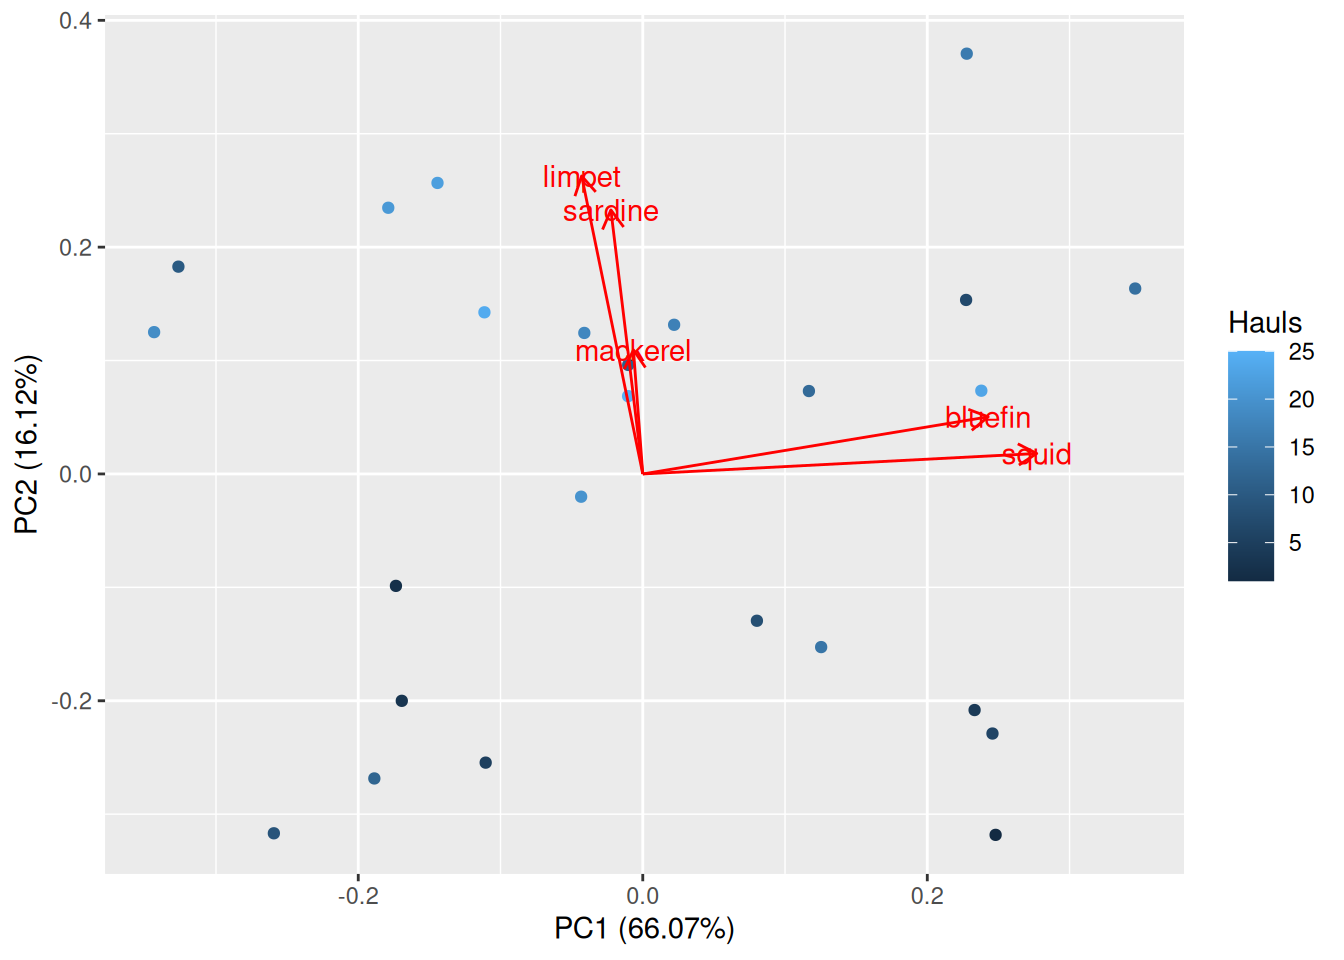 0.4
0.2
0.0
-0.2
-0.2
0.0
0.2
PC1 (66.07%)
PC2 (16.12%)
limpet
sardine
mackerel
bluefin
squid
Hauls
25
20
15
10
5